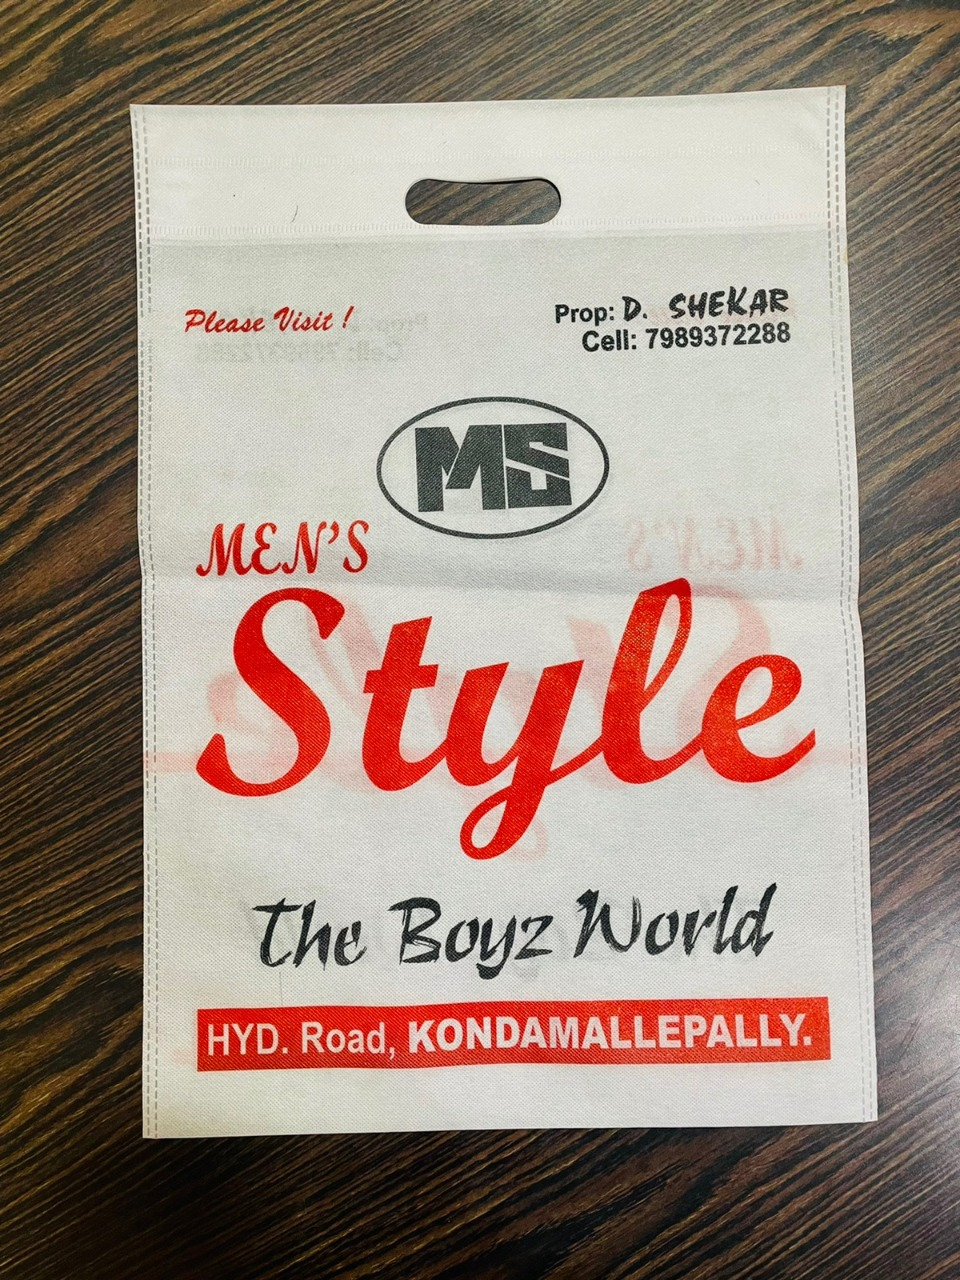 Please Visit !
Prop: D. SHEKAR
Cell: 7989372288
MS
MEN'S
Style
The Boyz World
HYD. Road, KONDAMALLEPALLY.